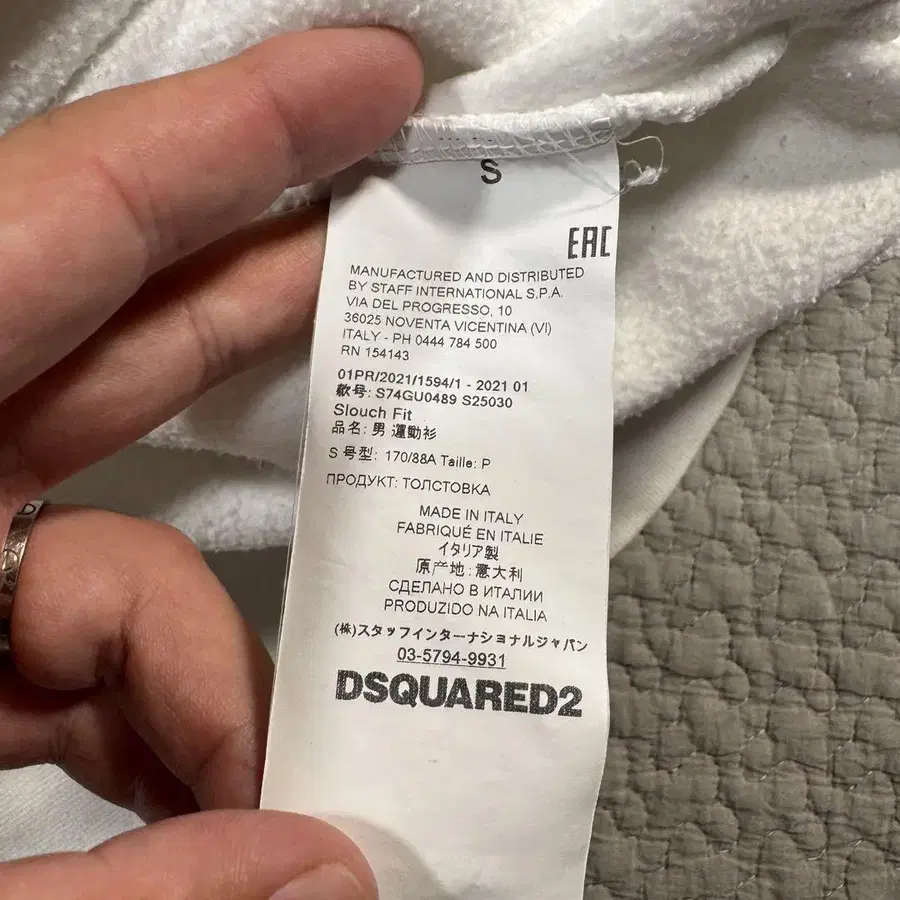 S
EAC
MANUFACTURED AND DISTRIBUTED
BY STAFF INTERNATIONAL S.P.A.
VIA DEL PROGRESSO, 10
36025 NOVENTA VICENTINA (VI)
ITALY - PH 0444 784 500
RN 154143
01PR/2021/1594/1 - 2021 01
款号: S74GU0489 S25030
Slouch Fit
品名: 男 運動衫
S 号型: 170/88A Taille: P
ПРОДУКТ: ТОЛСТОВКА
MADE IN ITALY
FABRIQUÉ EN ITALIE
イタリア製
原产地: 意大利
СДЕЛАНО В ИТАЛИИ
PRODUZIDO NA ITALIA
(株)スタッフインターナショナルジャパン
03-5794-9931
DSQUARED2